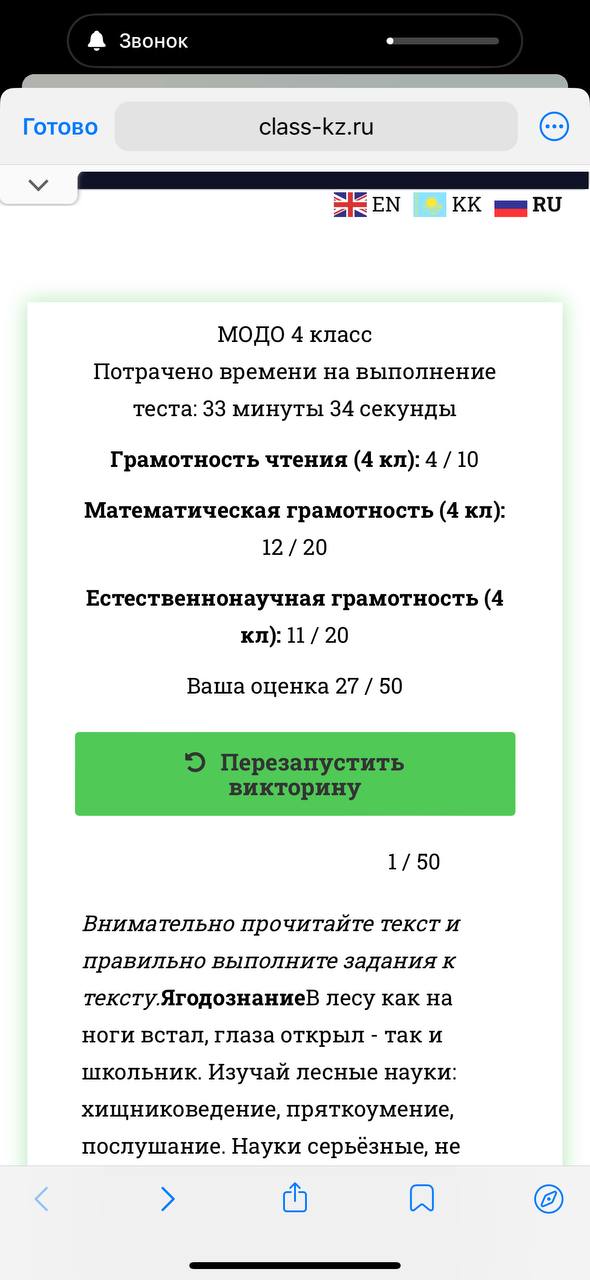 Звонок
Готово
class-kz.ru
EN KK RU
МОДО 4 класс
Потрачено времени на выполнение
теста: 33 минуты 34 секунды
Грамотность чтения (4 кл): 4 / 10
Математическая грамотность (4 кл):
12 / 20
Естественнонаучная грамотность (4
кл): 11 / 20
Ваша оценка 27 / 50
Перезапустить
викторину
1 / 50
Внимательно прочитайте текст и
правильно выполните задания к
тексту.ЯгодознаниеВ лесу как на
ноги встал, глаза открыл - так и
школьник. Изучай лесные науки:
хищниковедение, пряткоумение,
послушание. Науки серьёзные, не